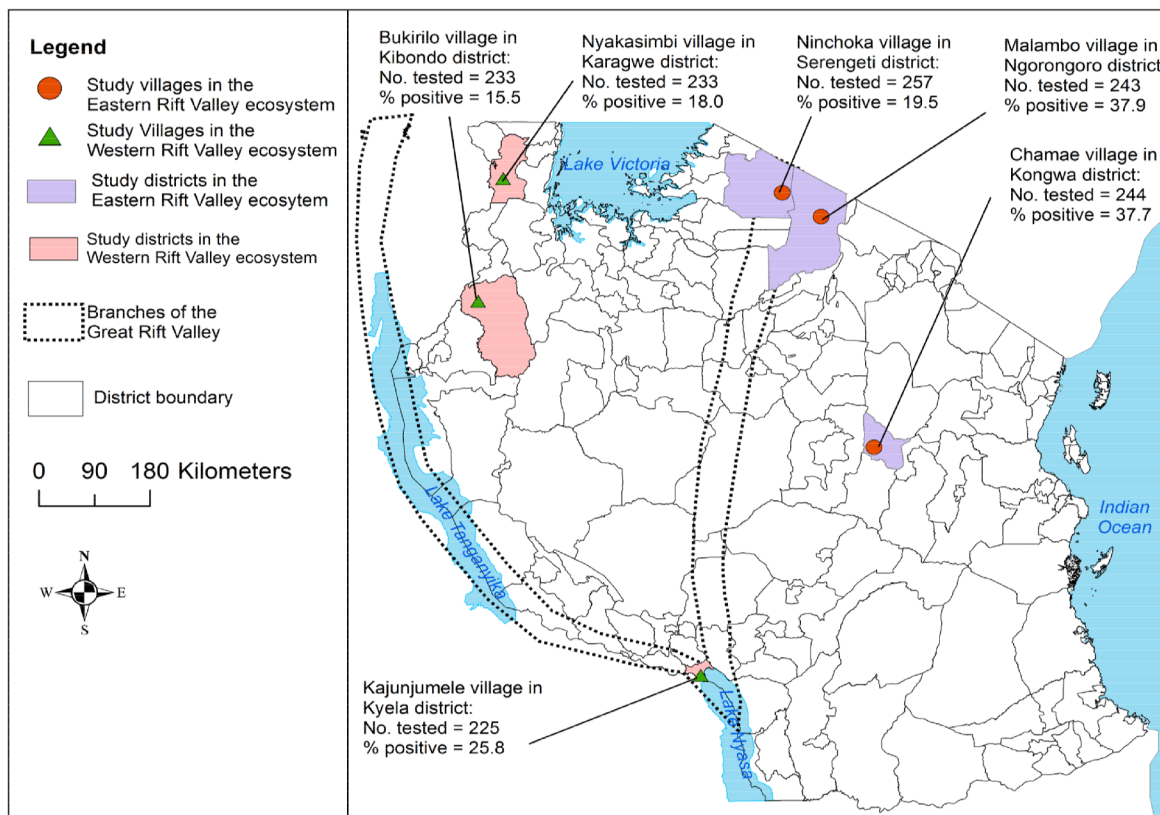 Legend
Study villages in the
Eastern Rift Valley ecosystem
Study Villages in the
Western Rift Valley ecosystem
Study districts in the
Eastern Rift Valley ecosytem
Study districts in the
Western Rift Valley ecosystem
Branches of the
Great Rift Valley
District boundary
0 90 180 Kilometers
N
W E
S
Bukirilo village in
Kibondo district:
No. tested = 233
% positive = 15.5
Nyakasimbi village in
Karagwe district:
No. tested = 233
% positive = 18.0
Ninchoka village in
Serengeti district:
No. tested = 257
% positive = 19.5
Malambo village in
Ngorongoro district:
No. tested = 243
% positive = 37.9
Chamae village in
Kongwa district:
No. tested = 244
% positive = 37.7
Lake Victoria
Lake Tanganyika
Indian
Ocean
Kajunjumele village in
Kyela district:
No. tested = 225
% positive = 25.8
Lake Nyasa